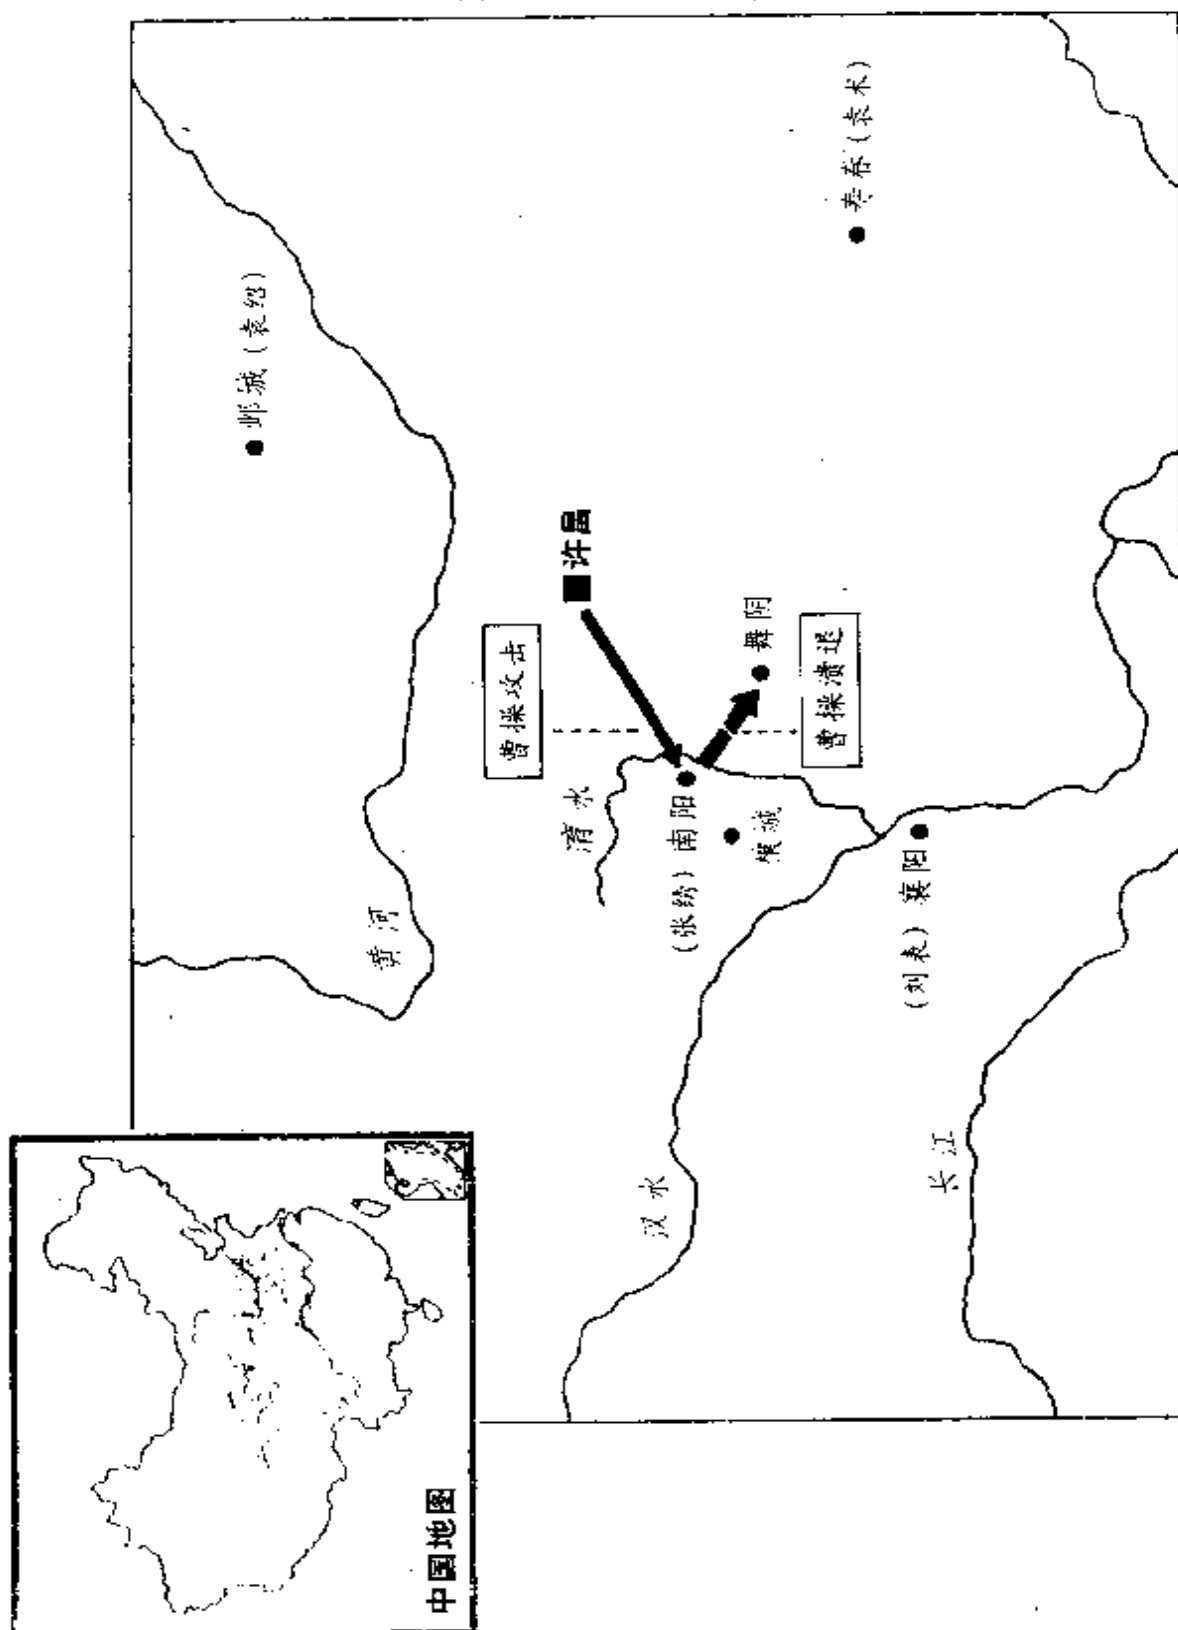 邺城(袁绍)
许昌
曹操攻击
淯水
黄河
寿春(袁术)
舞阴
曹操溃退
(张绣)南阳
穰城
(刘表)襄阳
汉水
长江
中国地图